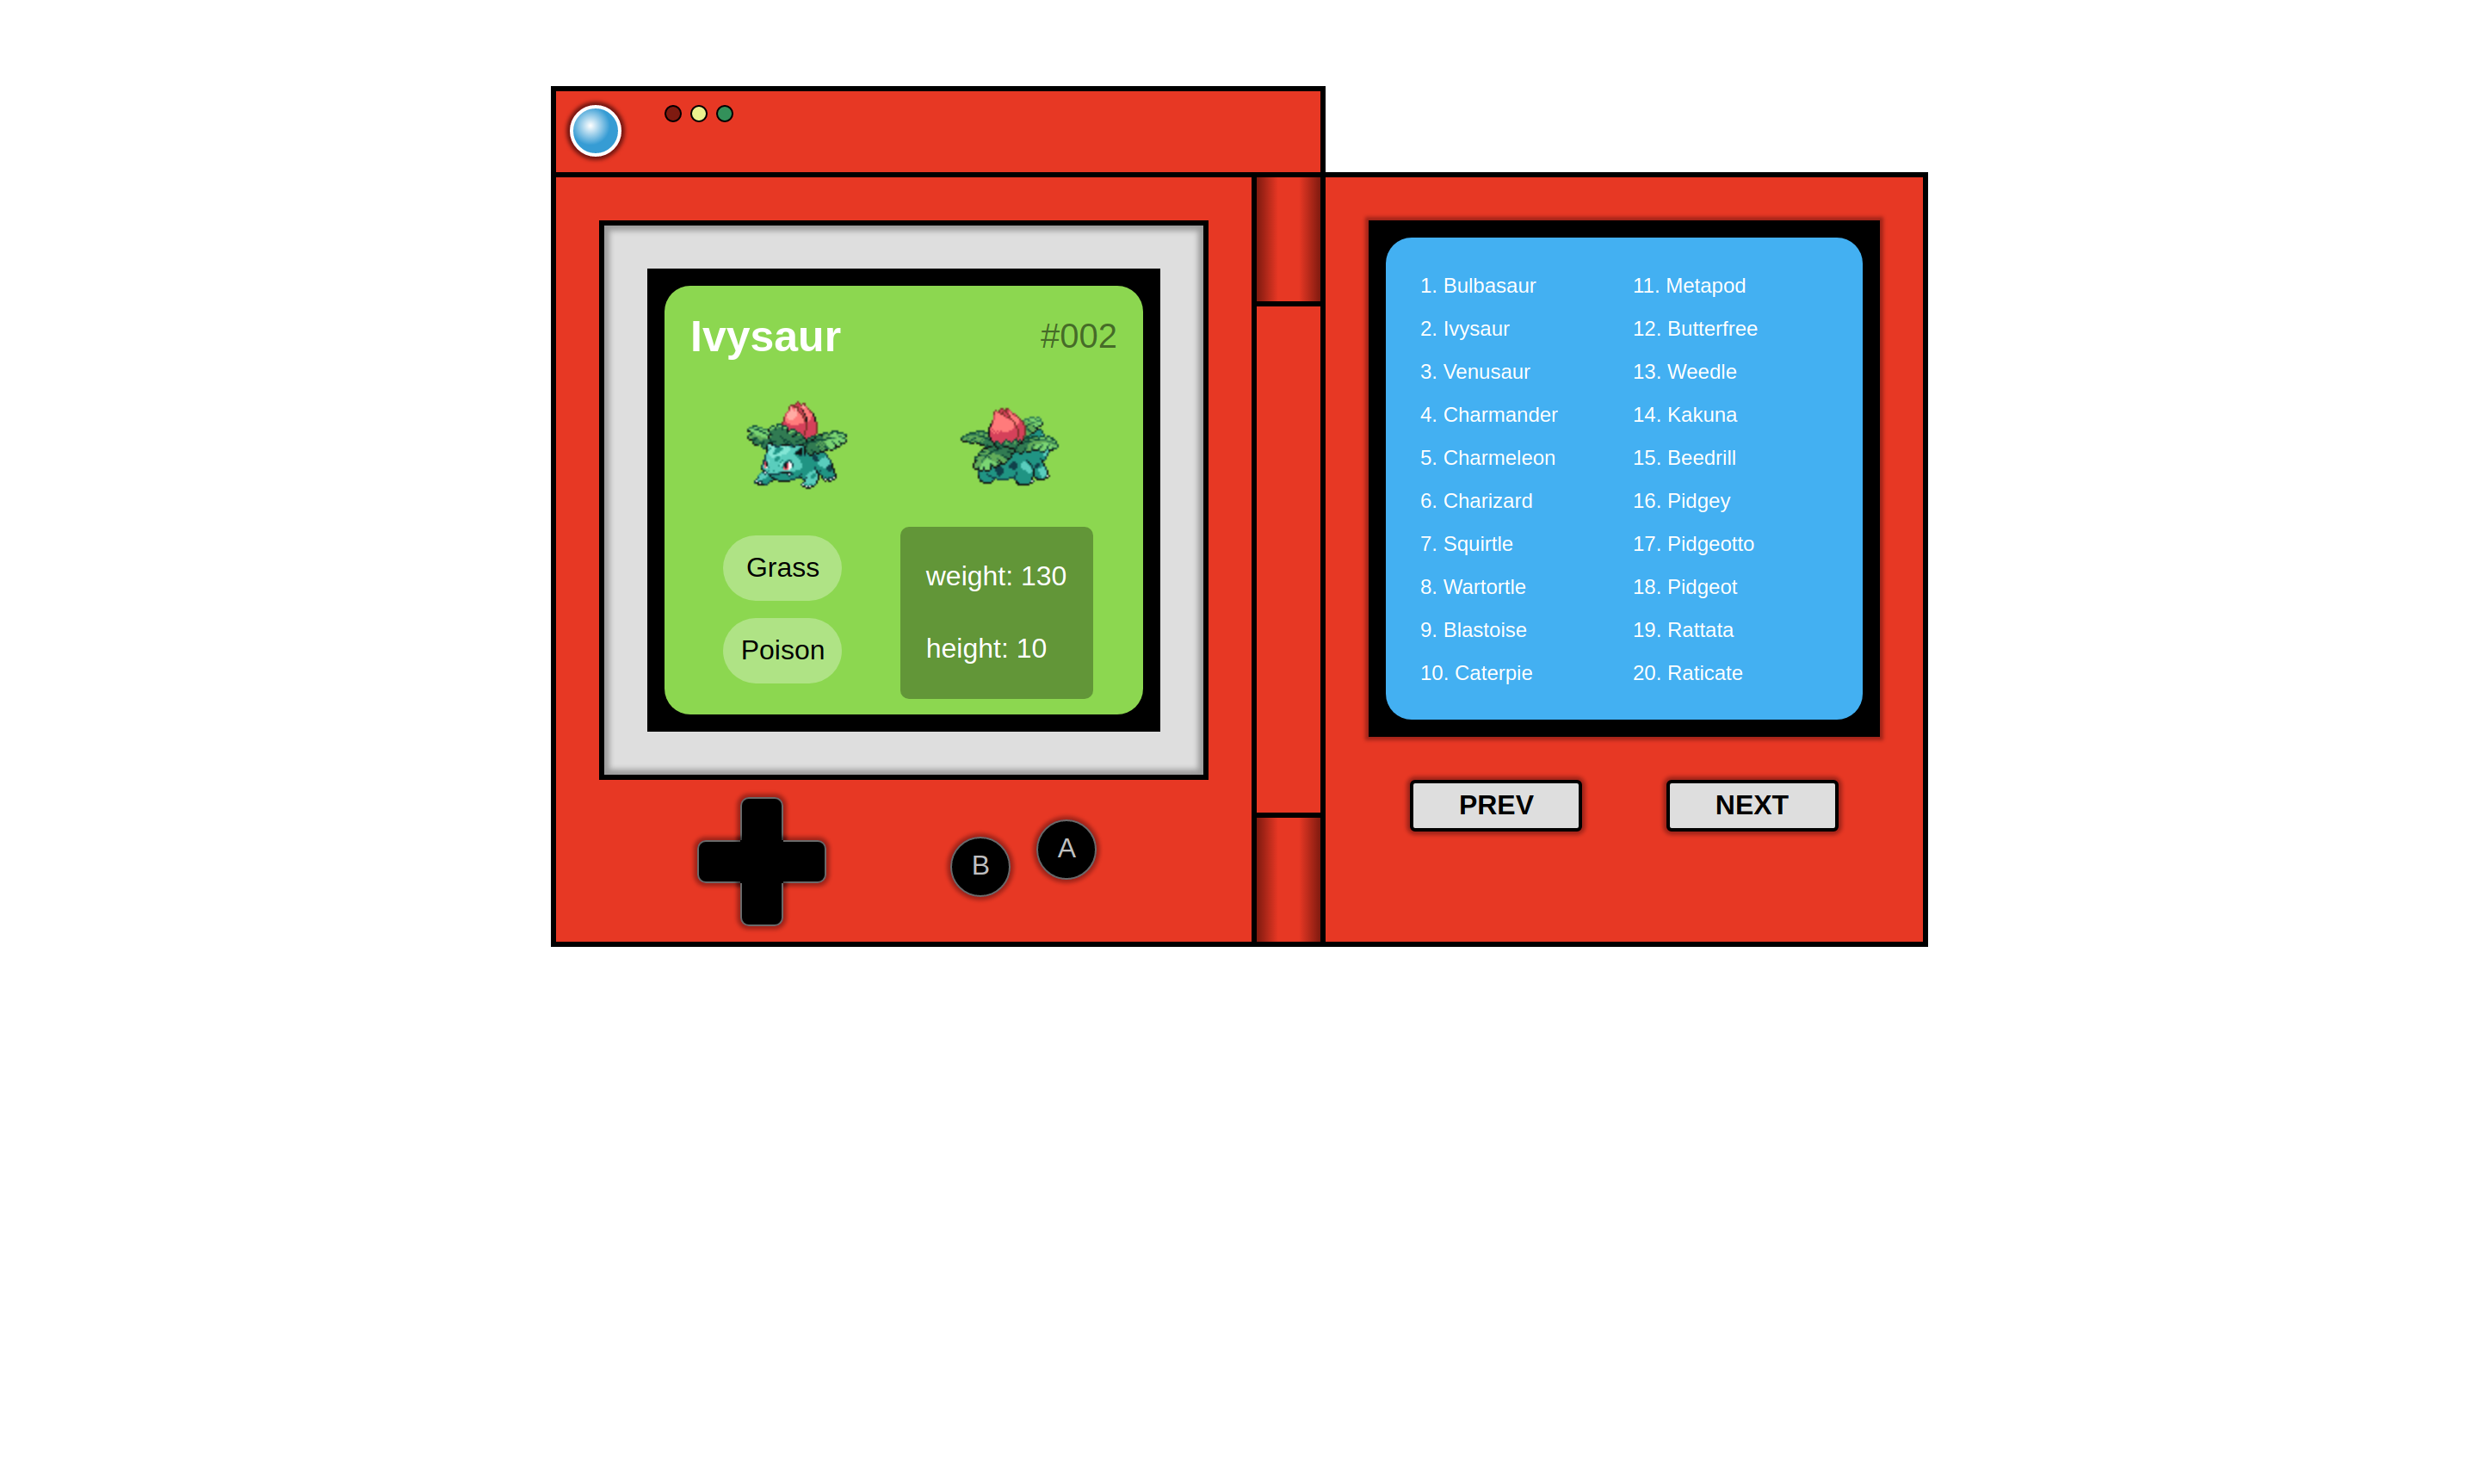 Ivysaur
#002
Grass
Poison
weight: 130
height: 10
B
A
1. Bulbasaur
2. Ivysaur
3. Venusaur
4. Charmander
5. Charmeleon
6. Charizard
7. Squirtle
8. Wartortle
9. Blastoise
10. Caterpie
11. Metapod
12. Butterfree
13. Weedle
14. Kakuna
15. Beedrill
16. Pidgey
17. Pidgeotto
18. Pidgeot
19. Rattata
20. Raticate
PREV
NEXT